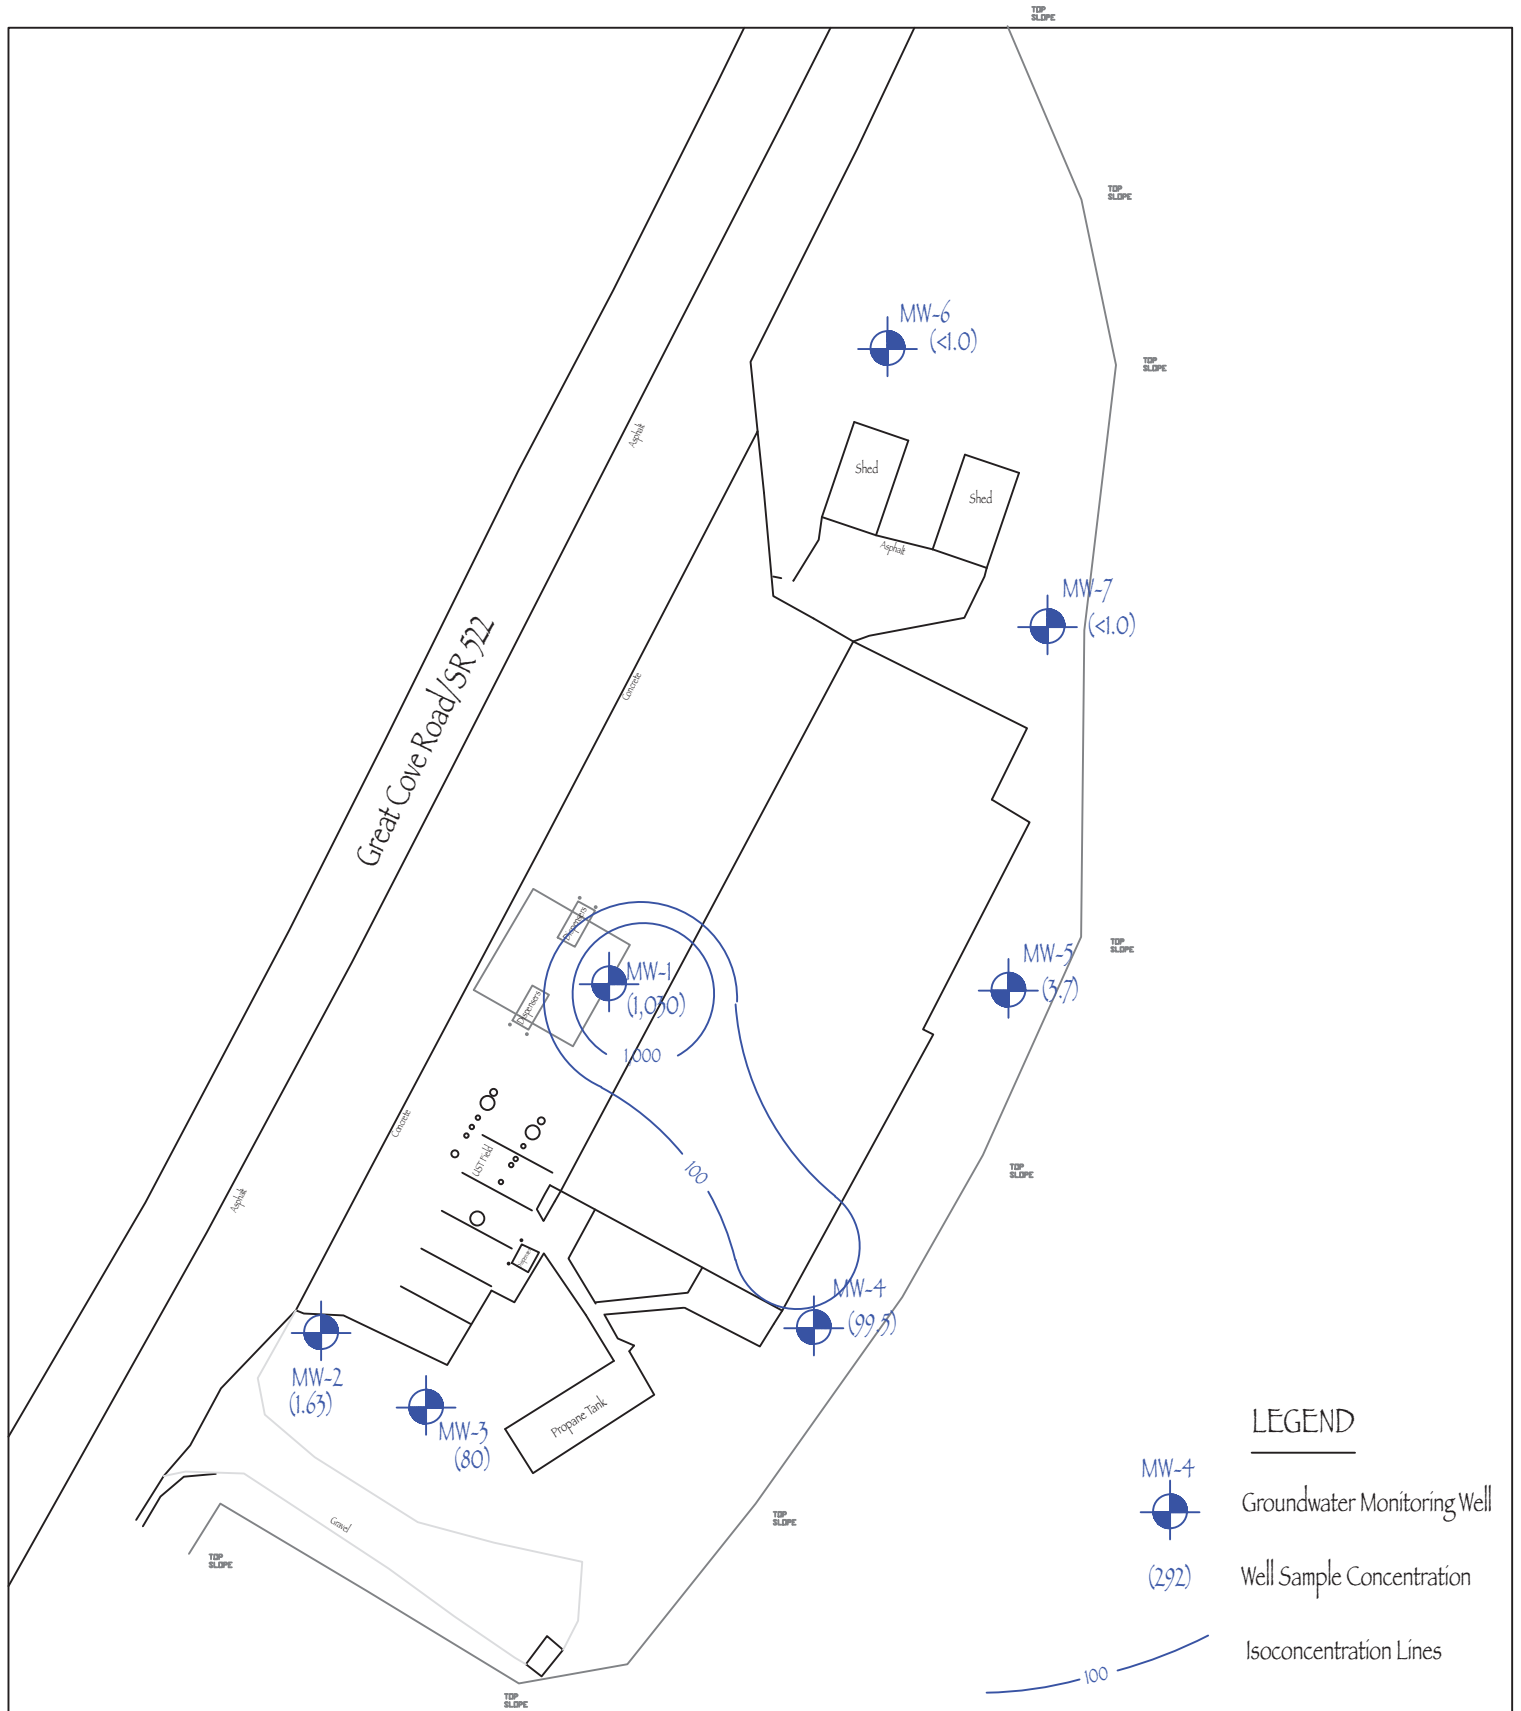 TOP
SLOPE
TOP
SLOPE
MW-6
(<1.0)
TOP
SLOPE
Asphalt
Shed
Shed
Asphalt
MW-7
(<1.0)
Great Cove Road/SR 522
Concrete
Dispensers
MW-5
(3.7)
TOP
SLOPE
MW-1
(1,030)
Dispensers
1,000
Concrete
UST Field
100
TOP
SLOPE
Asphalt
MW-4
(99.5)
MW-2
(1.63)
MW-3
(80)
Propane Tank
LEGEND
MW-4
Groundwater Monitoring Well
TOP
SLOPE
Gravel
TOP
SLOPE
(292)
Well Sample Concentration
Isoconcentration Lines
100
TOP
SLOPE